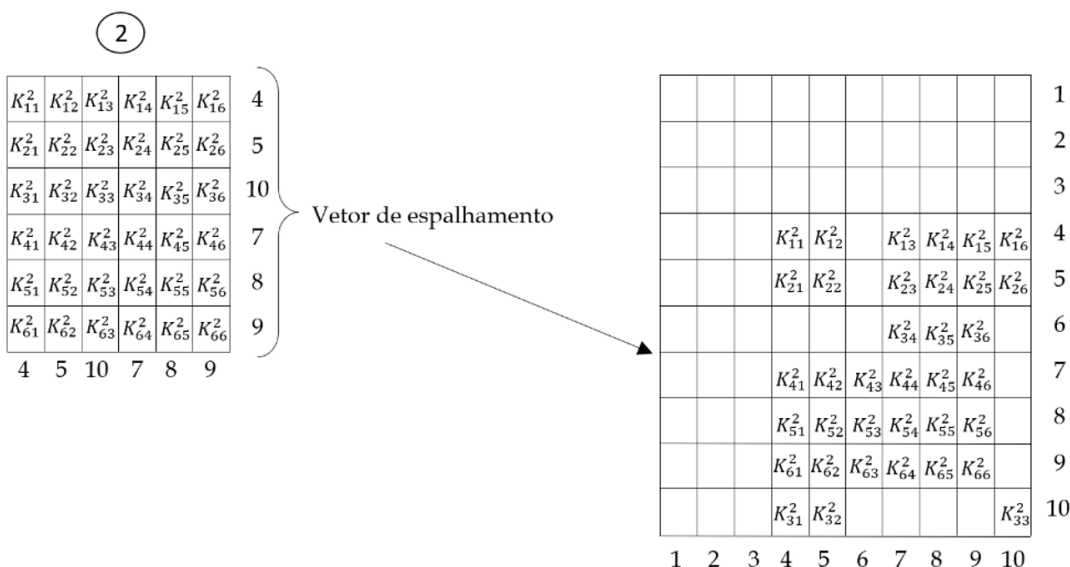 2
K²₁₁ K²₁₂ K²₁₃ K²₁₄ K²₁₅ K²₁₆ 4
K²₂₁ K²₂₂ K²₂₃ K²₂₄ K²₂₅ K²₂₆ 5
K²₃₁ K²₃₂ K²₃₃ K²₃₄ K²₃₅ K²₃₆ 10
K²₄₁ K²₄₂ K²₄₃ K²₄₄ K²₄₅ K²₄₆ 7
K²₅₁ K²₅₂ K²₅₃ K²₅₄ K²₅₅ K²₅₆ 8
K²₆₁ K²₆₂ K²₆₃ K²₆₄ K²₆₅ K²₆₆ 9
4 5 10 7 8 9
Vetor de espalhamento
1
2
3
K²₁₁ K²₁₂ K²₁₃ K²₁₄ K²₁₅ K²₁₆ 4
K²₂₁ K²₂₂ K²₂₃ K²₂₄ K²₂₅ K²₂₆ 5
K²₃₄ K²₃₅ K²₃₆ 6
K²₄₁ K²₄₂ K²₄₃ K²₄₄ K²₄₅ K²₄₆ 7
K²₅₁ K²₅₂ K²₅₃ K²₅₄ K²₅₅ K²₅₆ 8
K²₆₁ K²₆₂ K²₆₃ K²₆₄ K²₆₅ K²₆₆ 9
K²₃₁ K²₃₂ K²₃₃ 10
1 2 3 4 5 6 7 8 9 10